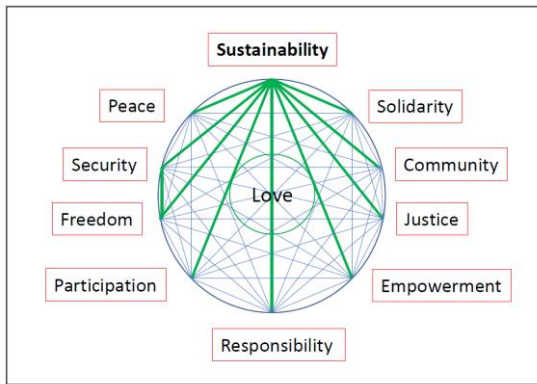 Sustainability
Peace
Solidarity
Security
Community
Love
Freedom
Justice
Participation
Empowerment
Responsibility